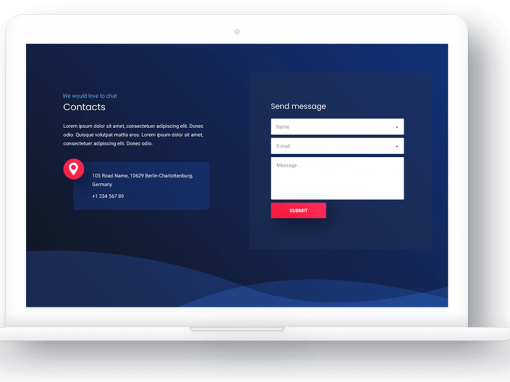 We would love to chat
Contacts
Lorem ipsum dolor sit amet, consectetuer adipiscing elit. Donec
odio. Quisque volutpat mattis eros. Lorem ipsum dolor sit amet,
consectetuer adipiscing elit. Donec odio.
105 Road Name, 10629 Berlin Charlottenburg,
Germany
+1 234 567 89
Send message
Name
*
E-mail
*
Message...
SUBMIT